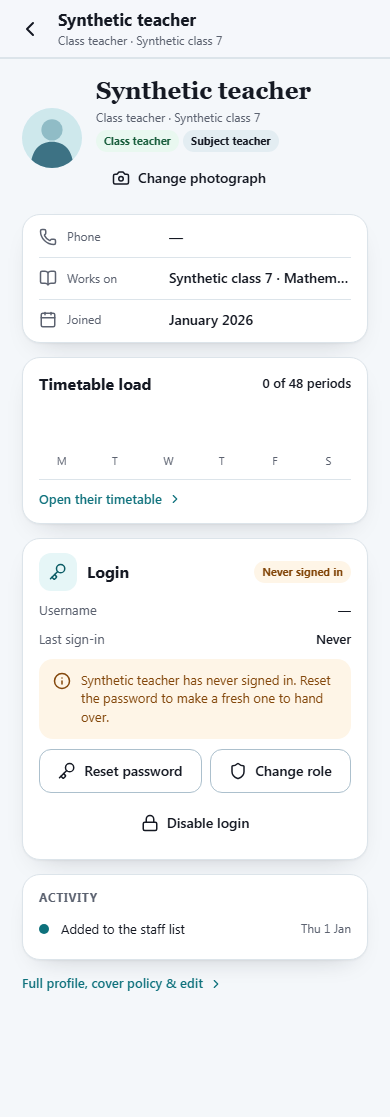 Synthetic teacher
Class teacher · Synthetic class 7
Synthetic teacher
Class teacher · Synthetic class 7
Class teacher Subject teacher
Change photograph
Phone —
Works on Synthetic class 7 · Mathem...
Joined January 2026
Timetable load 0 of 48 periods
M T W T F S
Open their timetable
Login Never signed in
Username —
Last sign-in Never
Synthetic teacher has never signed in. Reset
the password to make a fresh one to hand
over.
Reset password Change role
Disable login
ACTIVITY
Added to the staff list Thu 1 Jan
Full profile, cover policy & edit